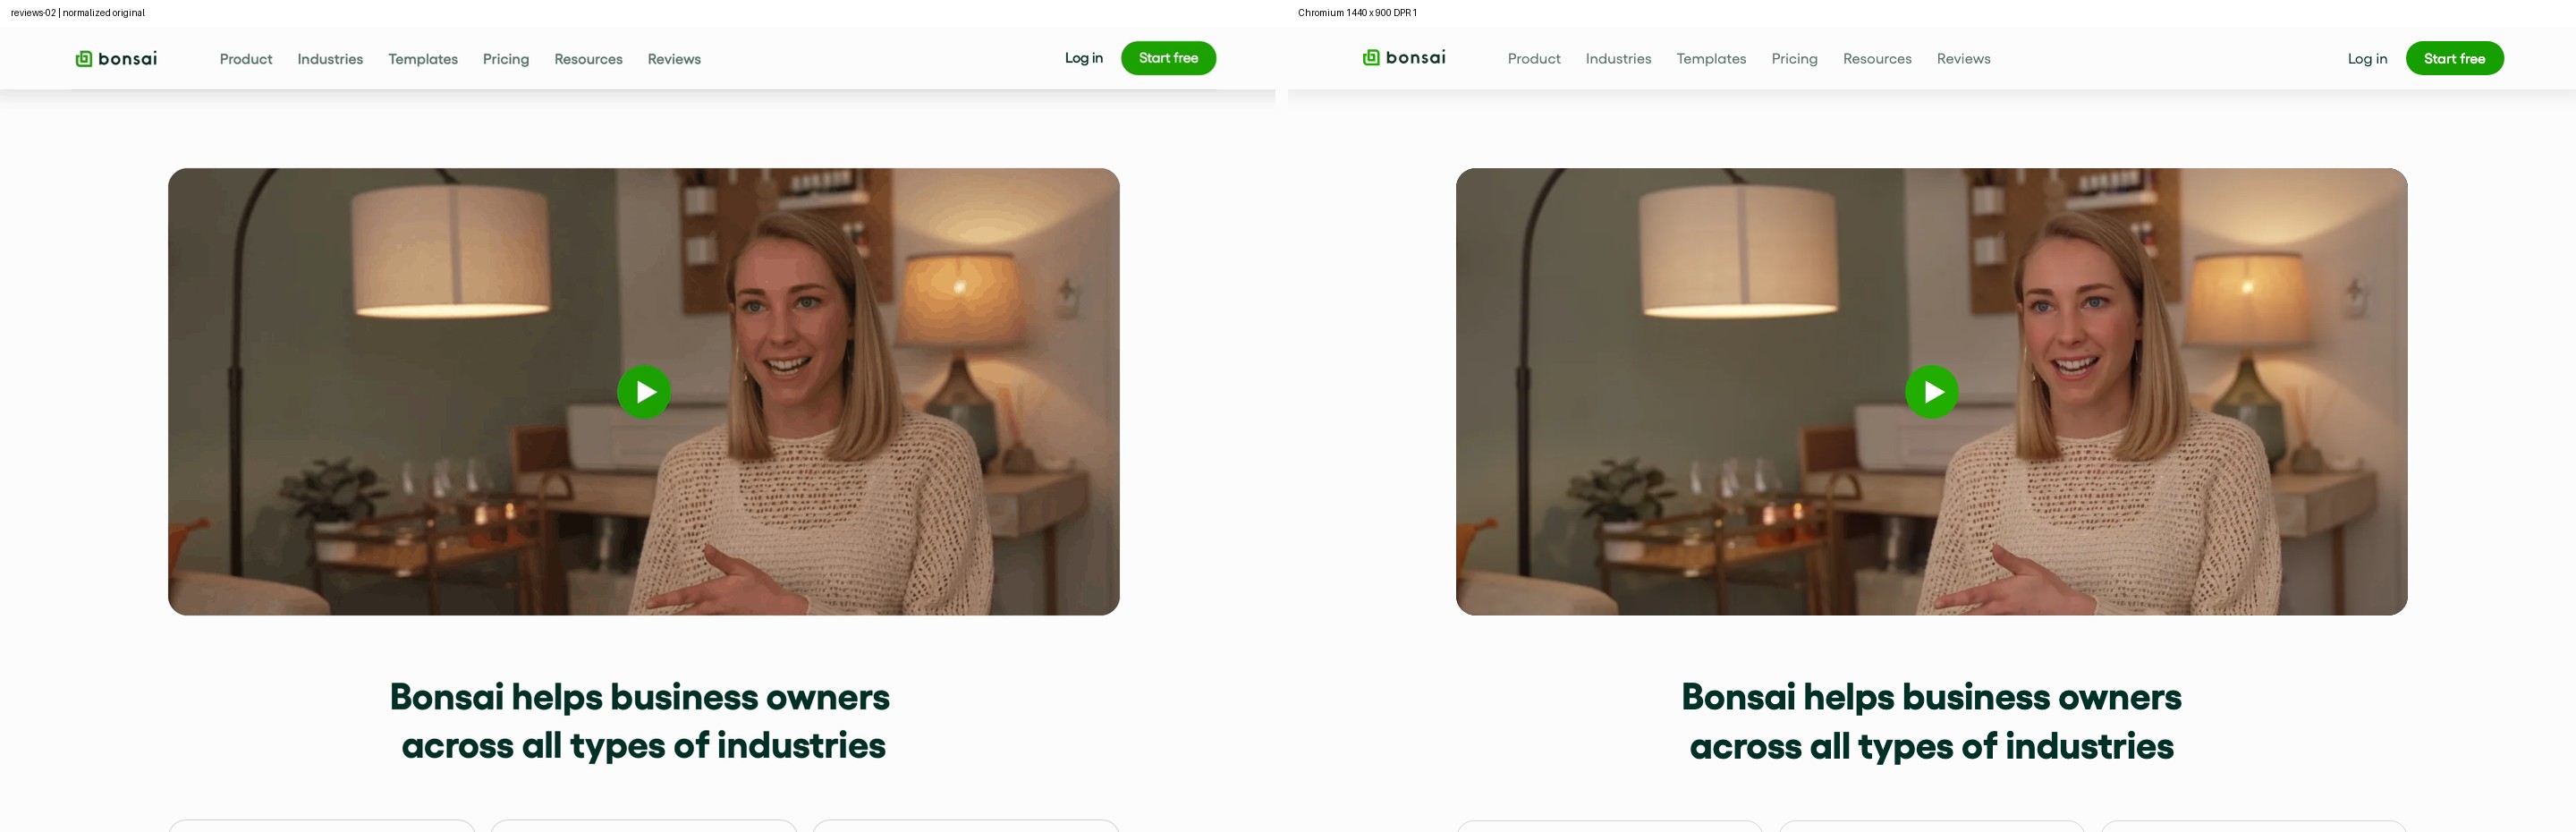 reviews-02 | normalized original
Chromium 1440 x 900 DPR1
bonsai Product Industries Templates Pricing Resources Reviews Log in Start free
bonsai Product Industries Templates Pricing Resources Reviews Log in Start free
Bonsai helps business owners
across all types of industries
Bonsai helps business owners
across all types of industries